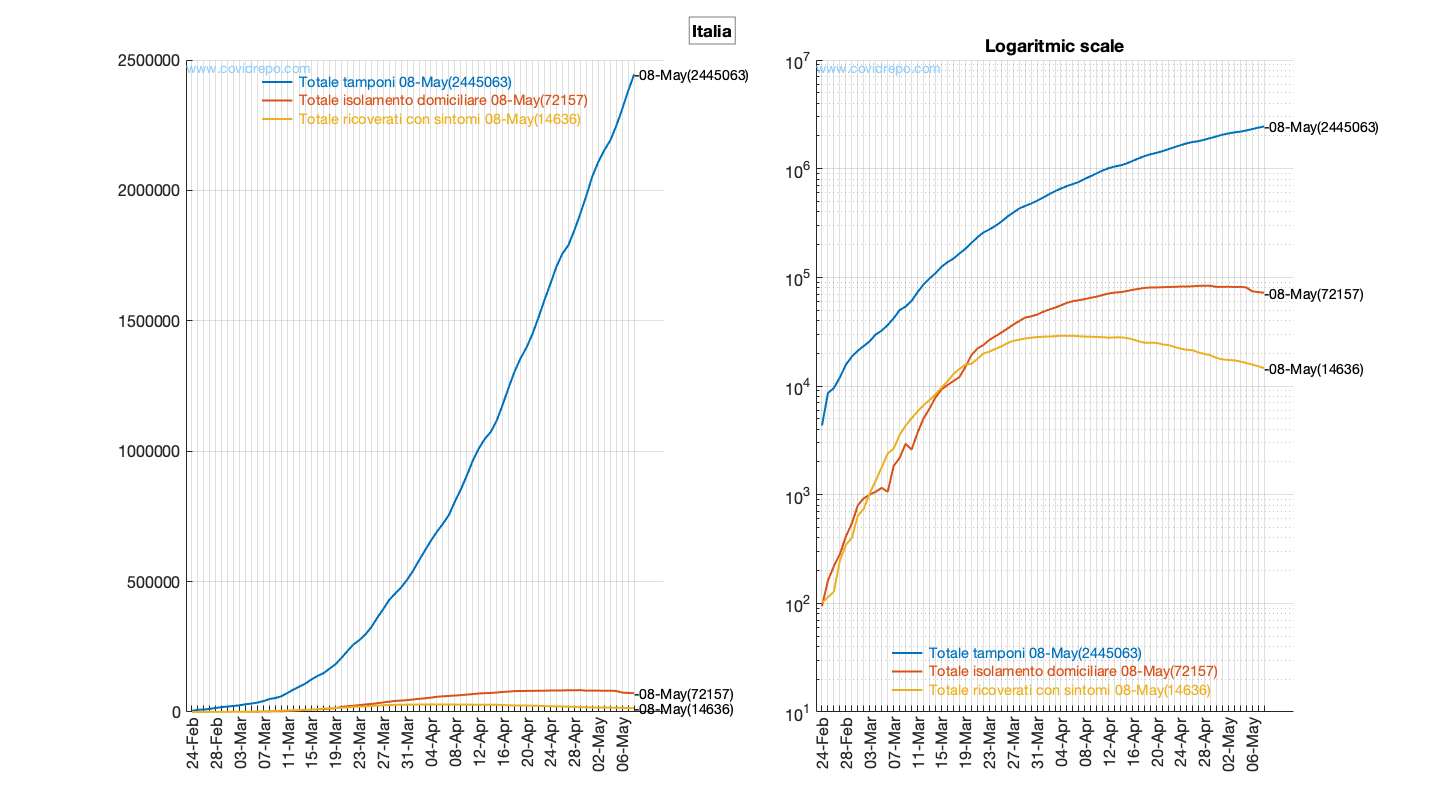 Italia
2500000
2000000
1500000
1000000
500000
0
www.covidrepo.com
Totale tamponi 08-May(2445063)
Totale isolamento domiciliare 08-May(72157)
Totale ricoverati con sintomi 08-May(14636)
-08-May(2445063)
-08-May(72157)
-08-May(14636)
24-Feb
28-Feb
03-Mar
07-Mar
11-Mar
15-Mar
19-Mar
23-Mar
27-Mar
31-Mar
04-Apr
08-Apr
12-Apr
16-Apr
20-Apr
24-Apr
28-Apr
02-May
06-May
Logaritmic scale
10^7
10^6
10^5
10^4
10^3
10^2
10^1
www.covidrepo.com
-08-May(2445063)
-08-May(72157)
-08-May(14636)
Totale tamponi 08-May(2445063)
Totale isolamento domiciliare 08-May(72157)
Totale ricoverati con sintomi 08-May(14636)
24-Feb
28-Feb
03-Mar
07-Mar
11-Mar
15-Mar
19-Mar
23-Mar
27-Mar
31-Mar
04-Apr
08-Apr
12-Apr
16-Apr
20-Apr
24-Apr
28-Apr
02-May
06-May